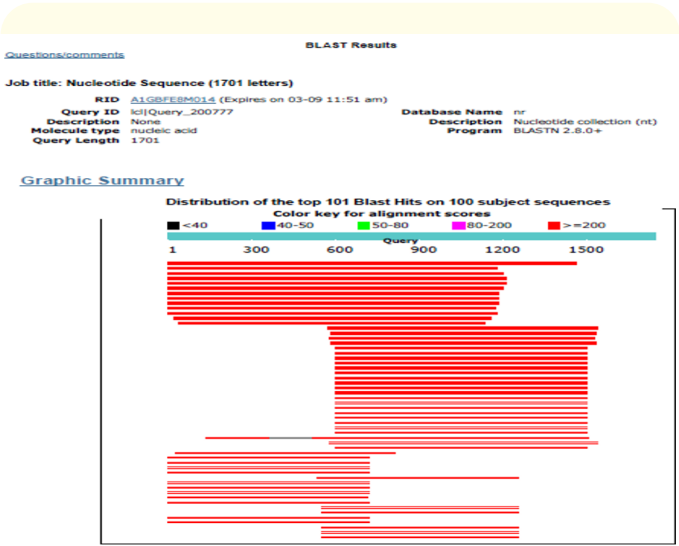 BLAST Results
Questions/comments
Job title: Nucleotide Sequence (1701 letters)
RID A1GBFE8M014 (Expires on 03-09 11:51 am)
Query ID lcl|Query_200777
Description None
Molecule type nucleic acid
Query Length 1701
Database Name nr
Description Nucleotide collection (nt)
Program BLASTN 2.8.0+
Graphic Summary
Distribution of the top 101 Blast Hits on 100 subject sequences
Color key for alignment scores
<40 40-50 50-80 80-200 >=200
Query
1 300 600 900 1200 1500